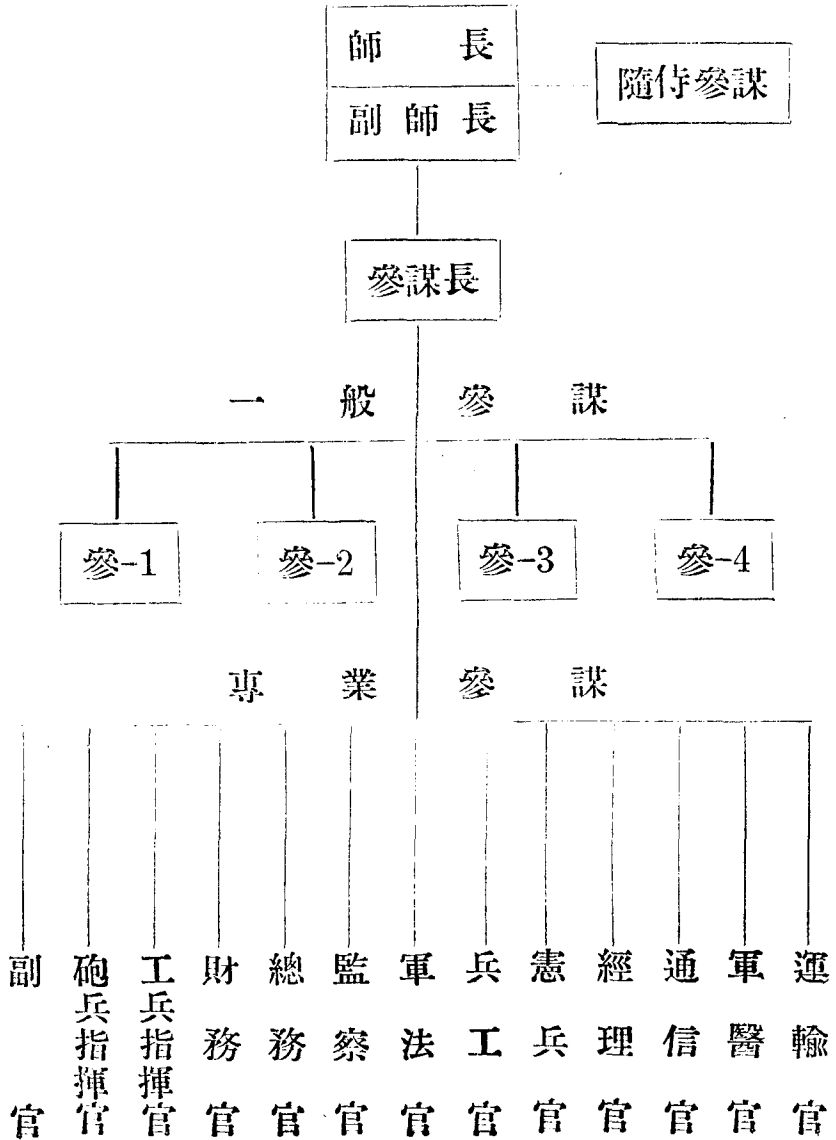 師長
副師長
隨侍參謀
參謀長
一般參謀
參-1
參-2
參-3
參-4
專業參謀
副官
砲兵指揮官
工兵指揮官
財務官
總務官
監察官
軍法官
兵工官
憲兵官
經理官
通信官
軍醫官
運輸官